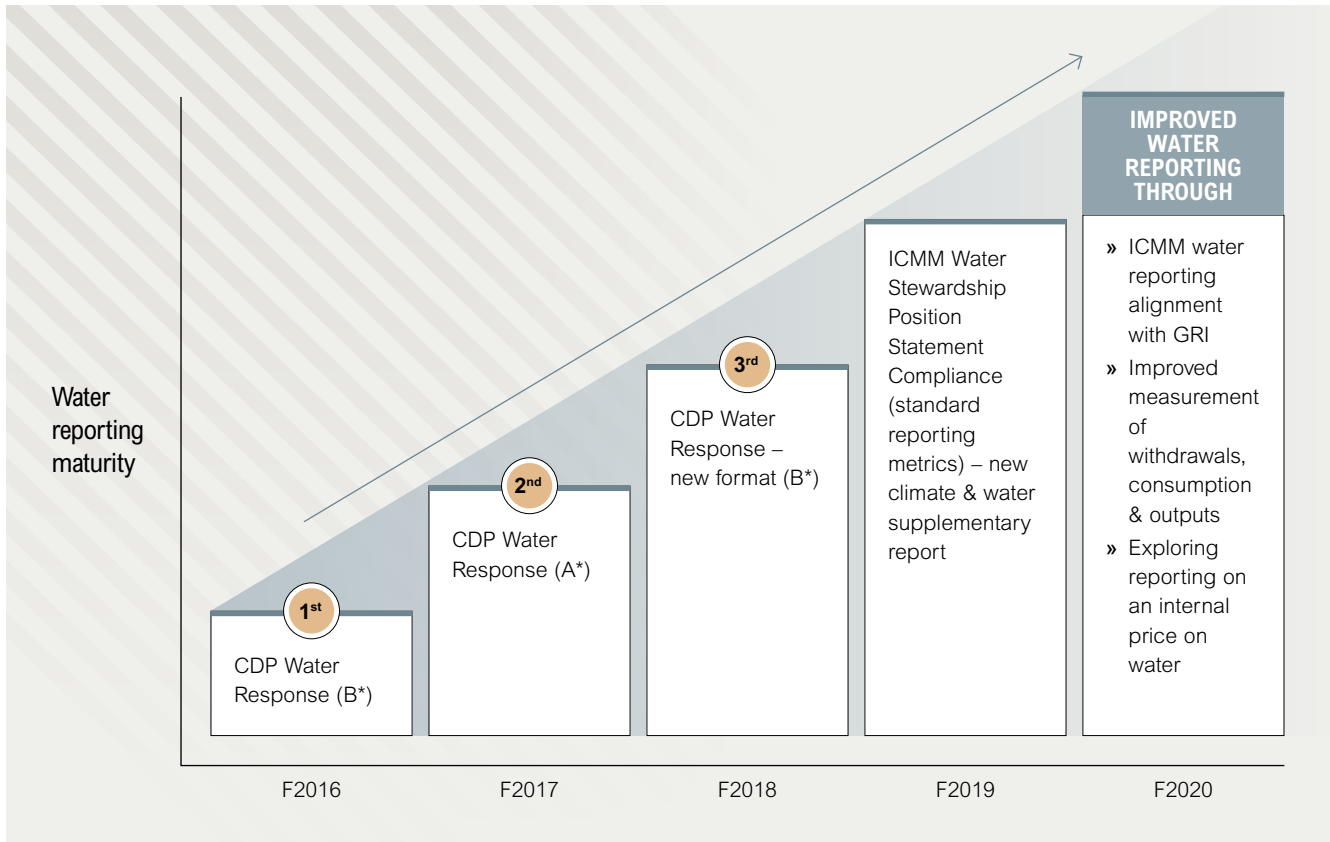 Water
reporting
maturity
1st
CDP Water
Response (B*)
2nd
CDP Water
Response (A*)
3rd
CDP Water
Response –
new format (B*)
ICMM Water
Stewardship
Position
Statement
Compliance
(standard
reporting
metrics) – new
climate & water
supplementary
report
IMPROVED
WATER
REPORTING
THROUGH
» ICMM water
reporting
alignment
with GRI
» Improved
measurement
of
withdrawals,
consumption
& outputs
» Exploring
reporting on
an internal
price on
water
F2016
F2017
F2018
F2019
F2020